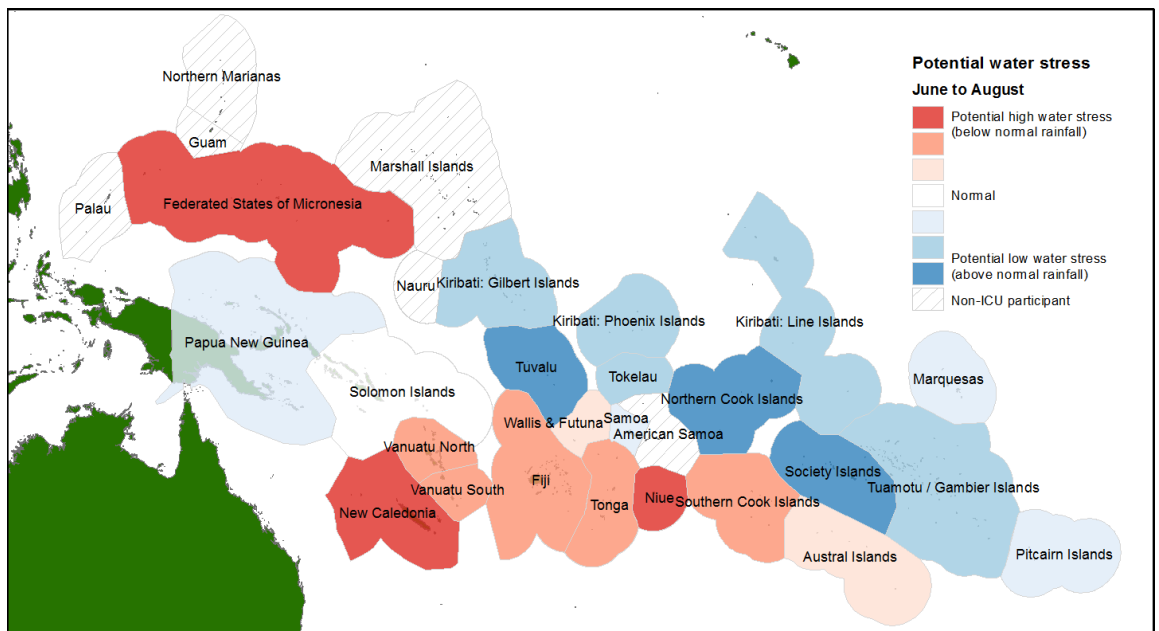 Northern Marianas
Guam
Marshall Islands
Palau
Federated States of Micronesia
Nauru
Kiribati: Gilbert Islands
Kiribati: Phoenix Islands
Kiribati: Line Islands
Papua New Guinea
Tuvalu
Tokelau
Marquesas
Solomon Islands
Northern Cook Islands
Wallis & Futuna
Samoa
American Samoa
Vanuatu North
Society Islands
Fiji
Vanuatu South
Tuamotu / Gambier Islands
Niue
Southern Cook Islands
Tonga
New Caledonia
Austral Islands
Pitcairn Islands
Potential water stress
June to August
Potential high water stress
(below normal rainfall)
Normal
Potential low water stress
(above normal rainfall)
Non-ICU participant